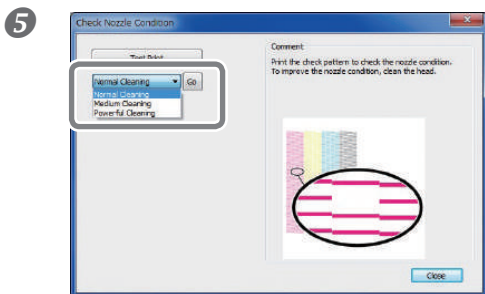 5
Check Nozzle Condition
Test Print
Normal Cleaning
Go
Normal Cleaning
Medium Cleaning
Powerful Cleaning
Comment
Print the check pattern to check the nozzle condition.
To improve the nozzle condition, clean the head.
Close